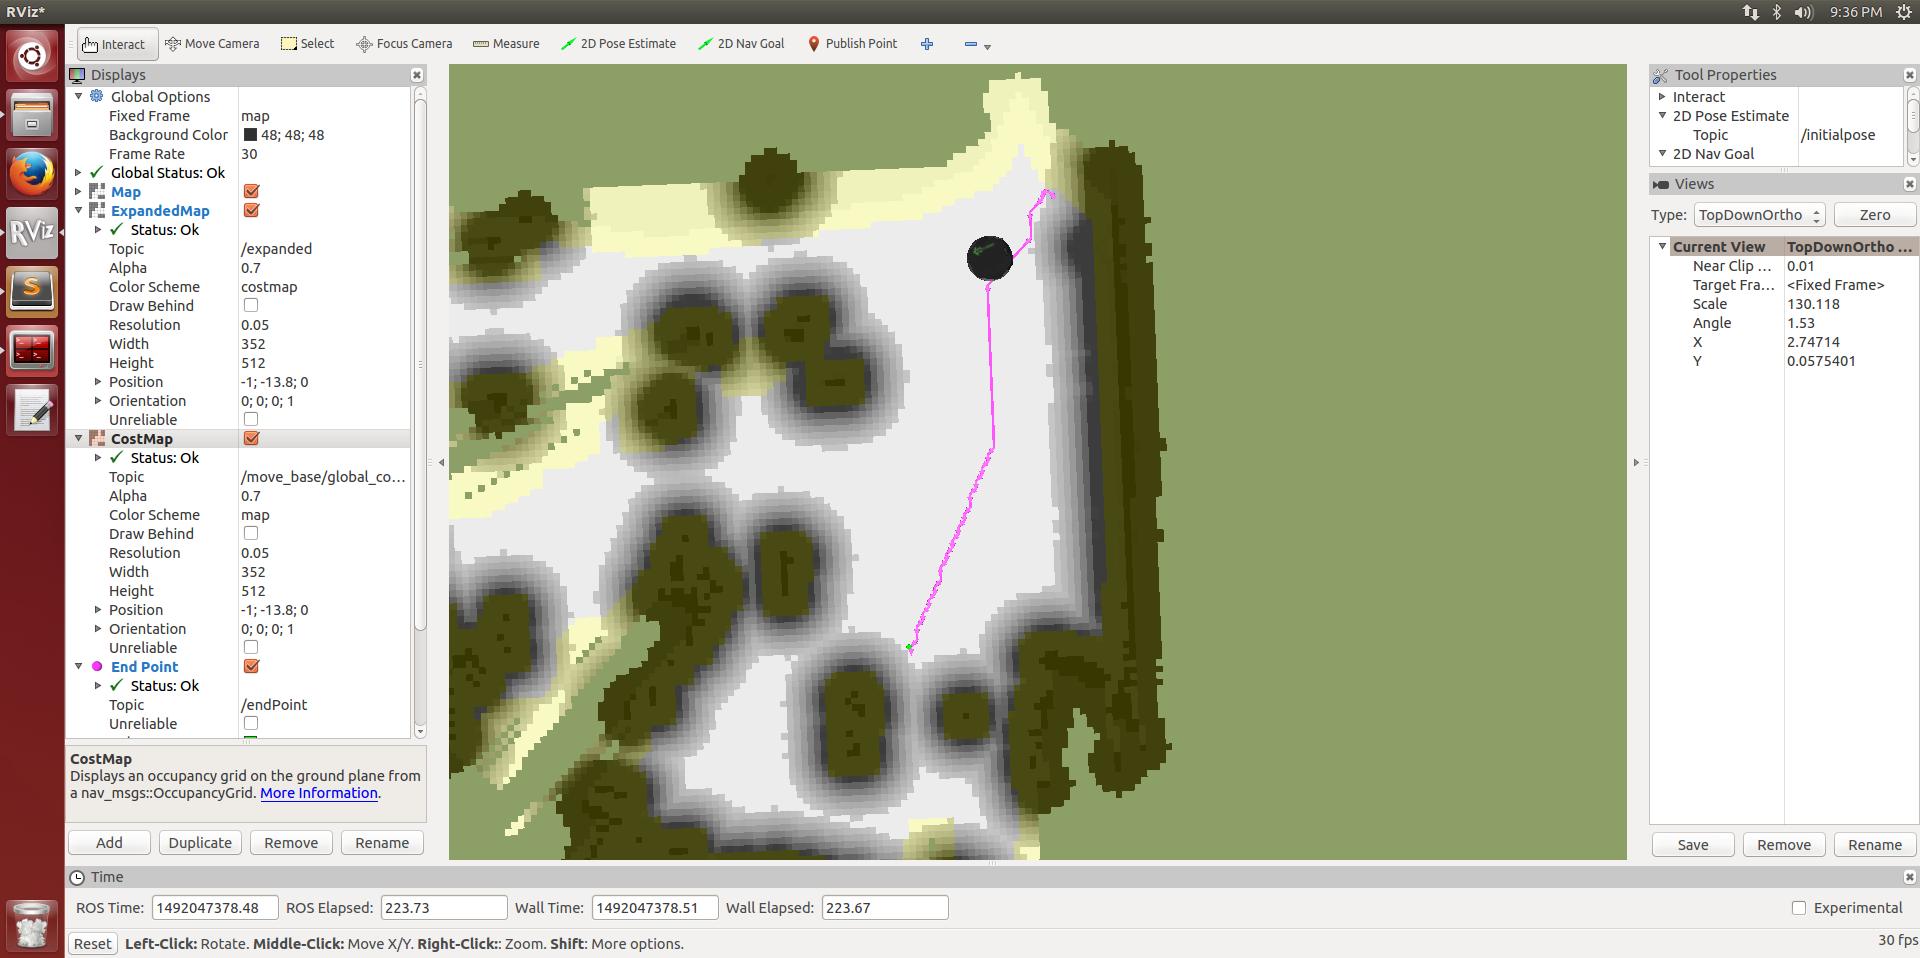 RViz*
9:36 PM
Interact
Move Camera
Select
Focus Camera
Measure
2D Pose Estimate
2D Nav Goal
Publish Point
Displays
Global Options
Fixed Frame map
Background Color 48; 48; 48
Frame Rate 30
Global Status: Ok
Map
ExpandedMap
Status: Ok
Topic /expanded
Alpha 0.7
Color Scheme costmap
Draw Behind
Resolution 0.05
Width 352
Height 512
Position -1; -13.8; 0
Orientation 0; 0; 0; 1
Unreliable
CostMap
Status: Ok
Topic /move_base/global_co...
Alpha 0.7
Color Scheme map
Draw Behind
Resolution 0.05
Width 352
Height 512
Position -1; -13.8; 0
Orientation 0; 0; 0; 1
Unreliable
End Point
Status: Ok
Topic /endPoint
Unreliable
CostMap
Displays an occupancy grid on the ground plane from
a nav_msgs::OccupancyGrid. More Information.
Add
Duplicate
Remove
Rename
RViz
S
Tool Properties
Interact
2D Pose Estimate
Topic /initialpose
2D Nav Goal
Views
Type: TopDownOrtho Zero
Current View TopDownOrtho ...
Near Clip ... 0.01
Target Fra... <Fixed Frame>
Scale 130.118
Angle 1.53
X 2.74714
Y 0.0575401
Save
Remove
Rename
Time
ROS Time: 1492047378.48 ROS Elapsed: 223.73 Wall Time: 1492047378.51 Wall Elapsed: 223.67
Experimental
Reset Left-Click: Rotate. Middle-Click: Move X/Y. Right-Click:: Zoom. Shift: More options.
30 fps